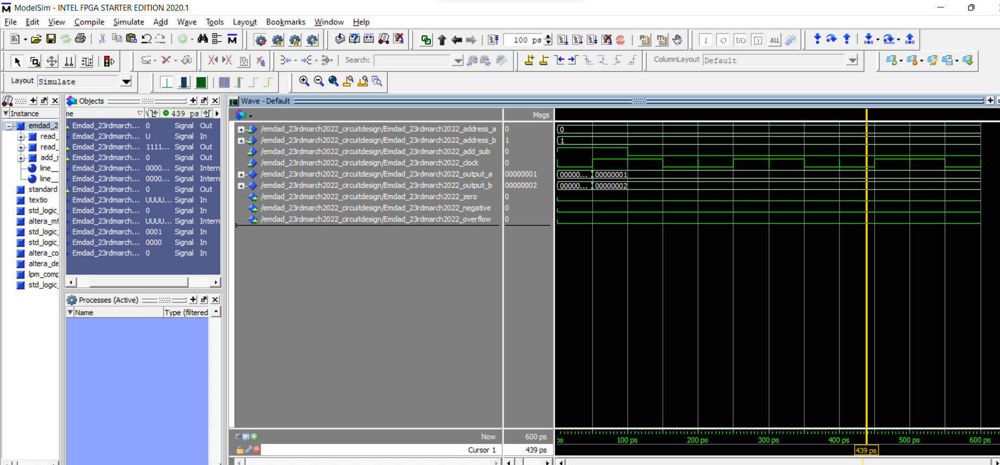 ModelSim - INTEL FPGA STARTER EDITION 2020.1
File Edit View Compile Simulate Add Wave Tools Layout Bookmarks Window Help
100 ps
Search:
ColumnLayout Default
Layout Simulate
Instance
emdad_2
read_
read_
add_s
line__
line__
standard
textio
std_logic_
altera_mf
std_logic_
std_logic_
altera_co
altera_de
lpm_comp
std_logic_
Objects
me 439 ps
Emdad_23rdmarch... 0 Signal Out
Emdad_23rdmarch... U Signal In
Emdad_23rdmarch... 1111... Signal Out
Emdad_23rdmarch... 0 Signal Out
Emdad_23rdmarch... 0000... Signal Intern
Emdad_23rdmarch... 0000... Signal Intern
Emdad_23rdmarch... 0 Signal Out
Emdad_23rdmarch... UUUU... Signal In
Emdad_23rdmarch... 0 Signal In
Emdad_23rdmarch... UUUU... Signal Intern
Emdad_23rdmarch... 0001 Signal In
Emdad_23rdmarch... 0000 Signal In
Emdad_23rdmarch... 0 Signal In
Processes (Active)
Name Type (filtered
Wave - Default
Msgs
/emdad_23rdmarch2022_circuitdesign/Emdad_23rdmarch2022_address_a 0 0
/emdad_23rdmarch2022_circuitdesign/Emdad_23rdmarch2022_address_b 1 1
/emdad_23rdmarch2022_circuitdesign/Emdad_23rdmarch2022_add_sub 0
/emdad_23rdmarch2022_circuitdesign/Emdad_23rdmarch2022_clock 0
/emdad_23rdmarch2022_circuitdesign/Emdad_23rdmarch2022_output_a 00000001 00000... 00000001
/emdad_23rdmarch2022_circuitdesign/Emdad_23rdmarch2022_output_b 00000002 00000... 00000002
/emdad_23rdmarch2022_circuitdesign/Emdad_23rdmarch2022_zero 0
/emdad_23rdmarch2022_circuitdesign/Emdad_23rdmarch2022_negative 0
/emdad_23rdmarch2022_circuitdesign/Emdad_23rdmarch2022_overflow 0
Now 600 ps ps 100 ps 200 ps 300 ps 400 ps 500 ps 600 ps
Cursor 1 439 ps 439 ps